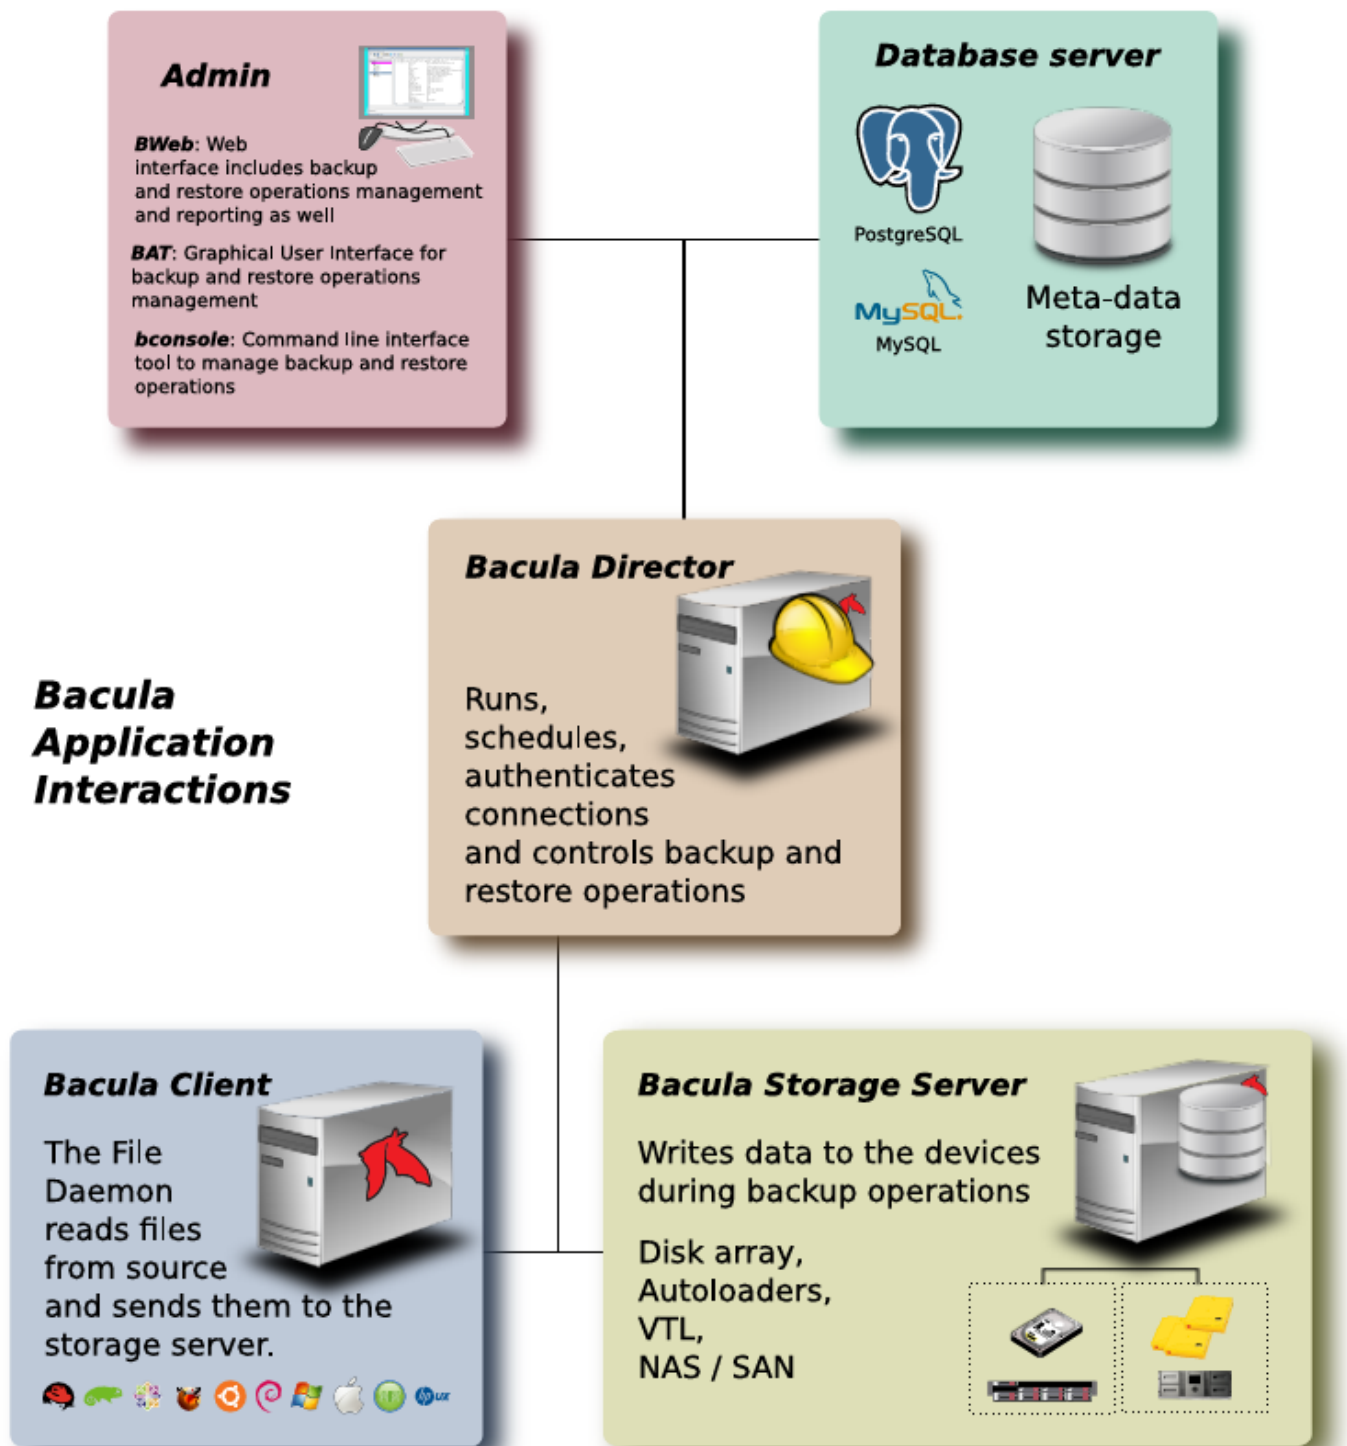 Admin
BWeb: Web
interface includes backup
and restore operations management
and reporting as well
BAT: Graphical User Interface for
backup and restore operations
management
bconsole: Command line interface
tool to manage backup and restore
operations
Database server
PostgreSQL
MySQL.
MySQL
Meta-data
storage
Bacula
Application
Interactions
Bacula Director
Runs,
schedules,
authenticates
connections
and controls backup and
restore operations
Bacula Client
The File
Daemon
reads files
from source
and sends them to the
storage server.
hp UX
Bacula Storage Server
Writes data to the devices
during backup operations
Disk array,
Autoloaders,
VTL,
NAS / SAN